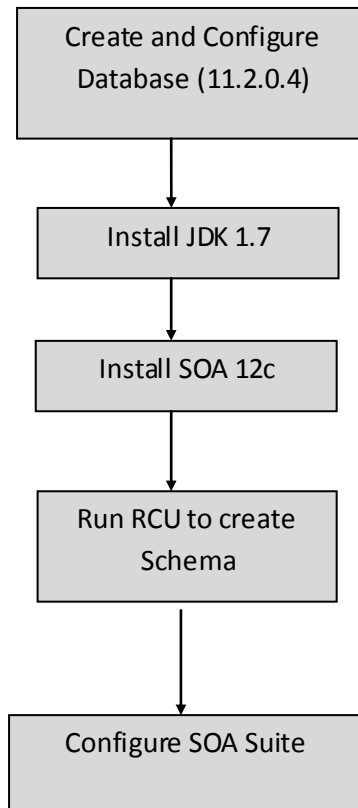 Create and Configure
Database (11.2.0.4)
Install JDK 1.7
Install SOA 12c
Run RCU to create
Schema
Configure SOA Suite